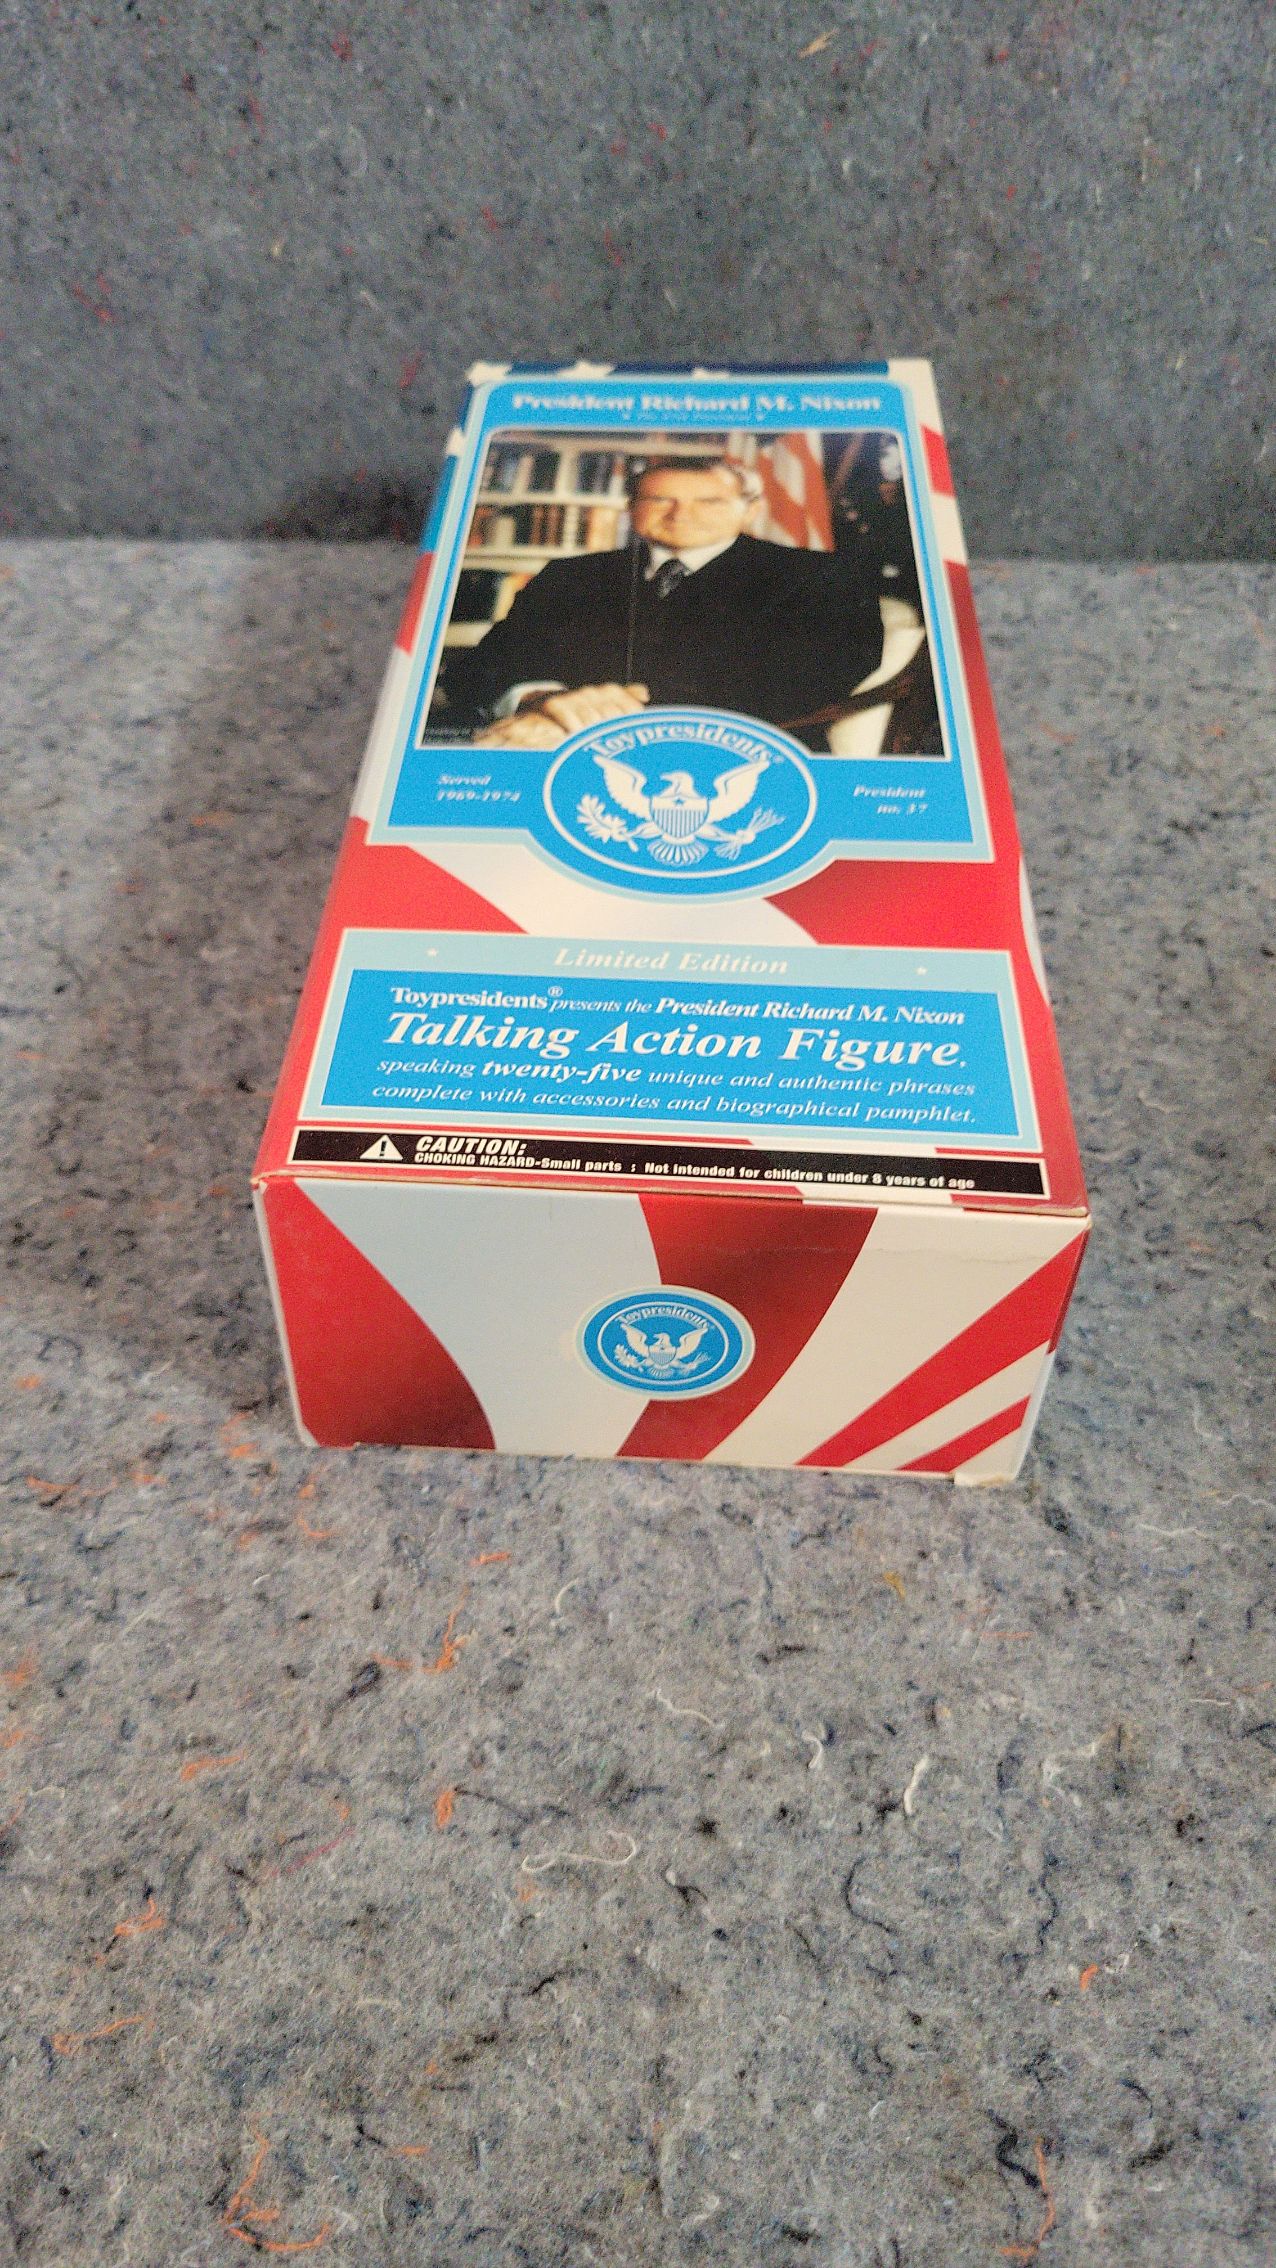 President Richard M. Nixon
Toypresidents®
Served
1969-1974
President
no. 37
Limited Edition
Toypresidents® presents the President Richard M. Nixon
Talking Action Figure,
speaking twenty-five unique and authentic phrases
complete with accessories and biographical pamphlet.
CAUTION:
CHOKING HAZARD-Small parts : Not intended for children under 8 years of age
Toypresidents